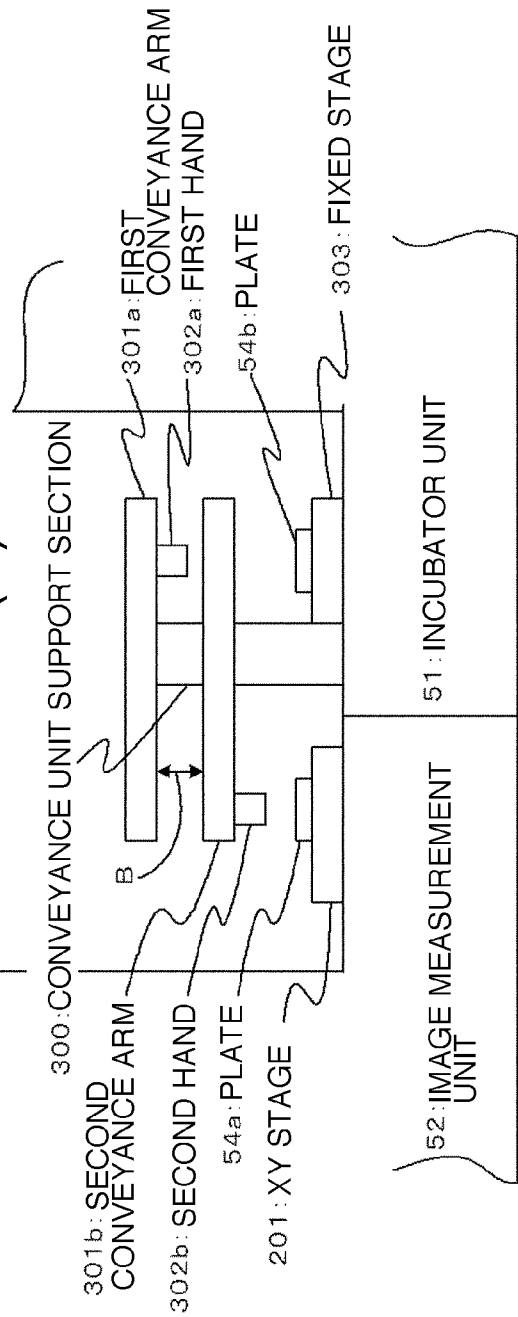 300:CONVEYANCE UNIT SUPPORT SECTION
301a:FIRST
CONVEYANCE ARM
302a:FIRST HAND
54b:PLATE
303:FIXED STAGE
B
301b:SECOND
CONVEYANCE ARM
302b:SECOND HAND
54a:PLATE
201:XY STAGE
52:IMAGE MEASUREMENT
UNIT
51:INCUBATOR UNIT